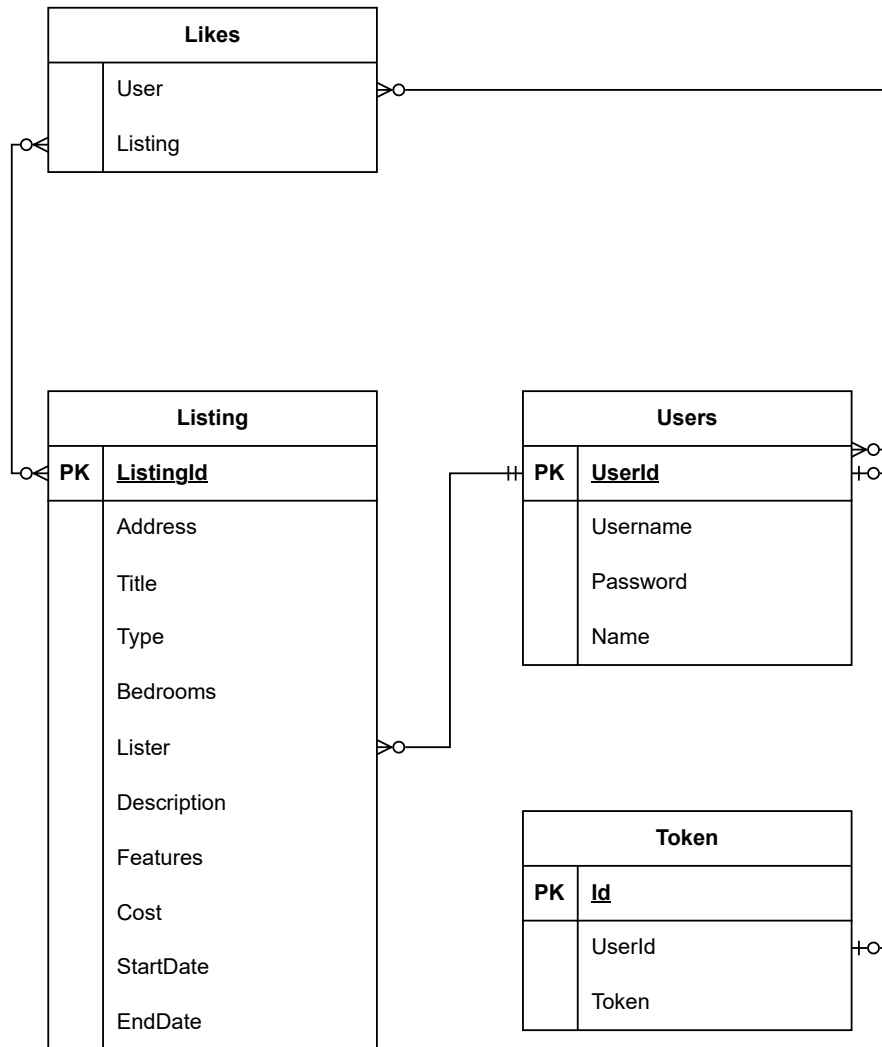 Likes
User
Listing
Listing
PK ListingId
Address
Title
Type
Bedrooms
Lister
Description
Features
Cost
StartDate
EndDate
Users
PK UserId
Username
Password
Name
Token
PK Id
UserId
Token